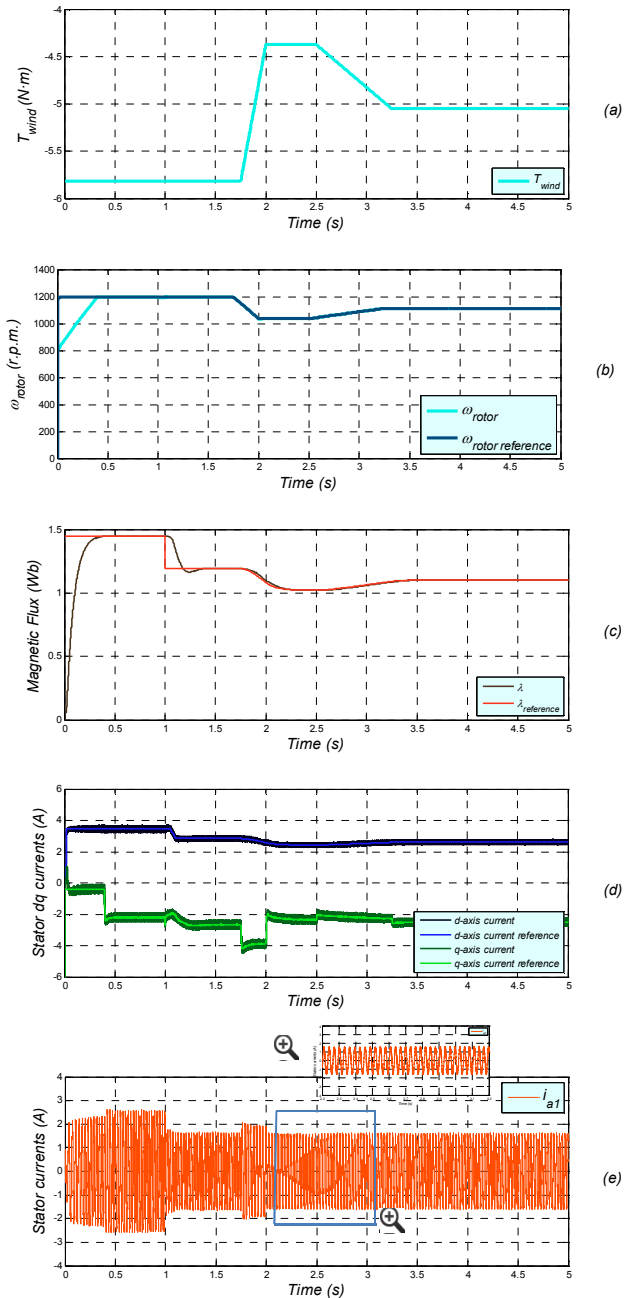 -4
-4.5
-5
-5.5
-6
T_wind (N·m)
0 0.5 1 1.5 2 2.5 3 3.5 4 4.5 5
Time (s)
T_wind
(a)
1400
1200
1000
800
600
400
200
0
ω_rotor (r.p.m.)
0 0.5 1 1.5 2 2.5 3 3.5 4 4.5 5
Time (s)
ω_rotor
ω_rotor reference
(b)
1.5
1
0.5
0
Magnetic Flux (Wb)
0 0.5 1 1.5 2 2.5 3 3.5 4 4.5 5
Time (s)
λ
λ_reference
(c)
6
4
2
0
-2
-4
-6
Stator dq currents (A)
0 0.5 1 1.5 2 2.5 3 3.5 4 4.5 5
Time (s)
d-axis current
d-axis current reference
q-axis current
q-axis current reference
(d)
Stator currents (A)
Time (s)
4
3
2
1
0
-1
-2
-3
-4
Stator currents (A)
0 0.5 1 1.5 2 2.5 3 3.5 4 4.5 5
Time (s)
i_a1
(e)